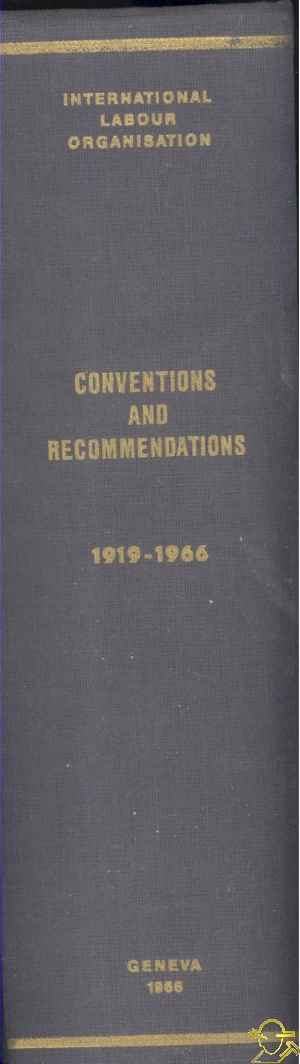 INTERNATIONAL
LABOUR
ORGANISATION
CONVENTIONS
AND
RECOMMENDATIONS
1919-1966
GENEVA
1966